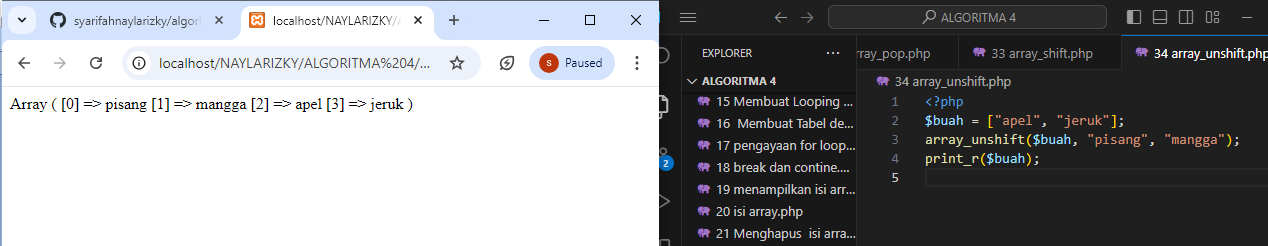 syarifahnaylarizky/algori
localhost/NAYLARIZKY/A
localhost/NAYLARIZKY/ALGORITMA%204/...
S Paused
Array ( [0] => pisang [1] => mangga [2] => apel [3] => jeruk )
ALGORITMA 4
EXPLORER
ALGORITMA 4
15 Membuat Looping ...
16 Membuat Tabel de...
17 pengayaan for loop...
18 break dan contine....
19 menampilkan isi arr...
20 isi array.php
21 Menghapus isi arra...
2
rray_pop.php
33 array_shift.php
34 array_unshift.php
34 array_unshift.php
1 <?php
2 $buah = ["apel", "jeruk"];
3 array_unshift($buah, "pisang", "mangga");
4 print_r($buah);
5